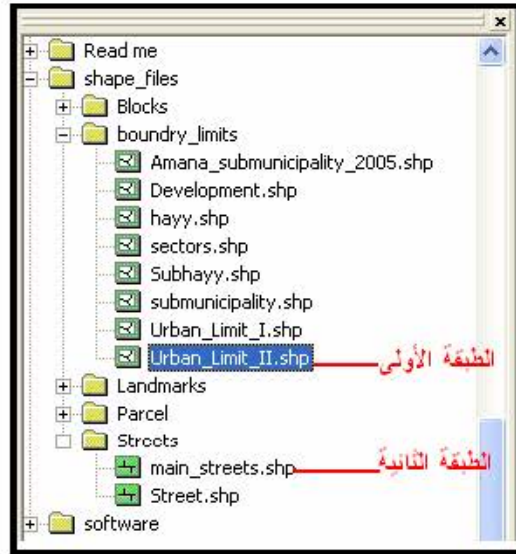 Read me
shape_files
Blocks
boundry_limits
Amana_submunicipality_2005.shp
Development.shp
hayy.shp
sectors.shp
Subhayy.shp
submunicipality.shp
Urban_Limit_I.shp
Urban_Limit_II.shp الطبقة الأولى
Landmarks
Parcel
Streets
main_streets.shp الطبقة الثانية
Street.shp
software